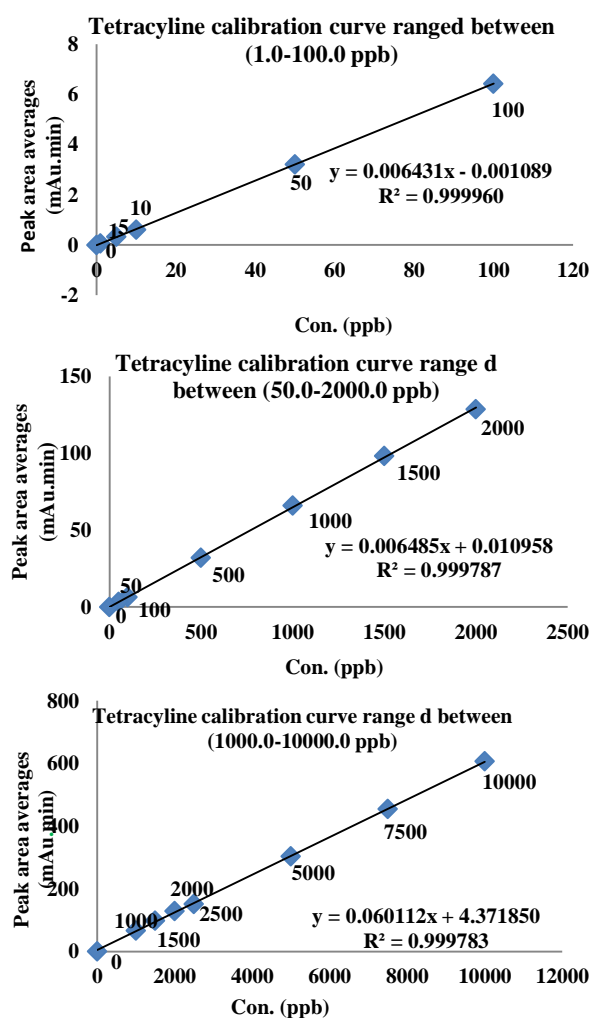 Tetracyline calibration curve ranged between
(1.0-100.0 ppb)
8
6
4
2
0
-2
Peak area averages
(mAu.min)
100
50
10
15
0
y = 0.006431x - 0.001089
R² = 0.999960
0
20
40
60
80
100
120
Con. (ppb)
Tetracyline calibration curve range d
between (50.0-2000.0 ppb)
150
100
50
0
Peak area averages
(mAu.min)
2000
1500
1000
500
50
100
0
y = 0.006485x + 0.010958
R² = 0.999787
0
500
1000
1500
2000
2500
Con. (ppb)
Tetracyline calibration curve range d between
(1000.0-10000.0 ppb)
800
600
400
200
0
Peak area averages
(mAu.min)
10000
7500
5000
2000
2500
1000
1500
0
y = 0.060112x + 4.371850
R² = 0.999783
0
2000
4000
6000
8000
10000
12000
Con. (ppb)